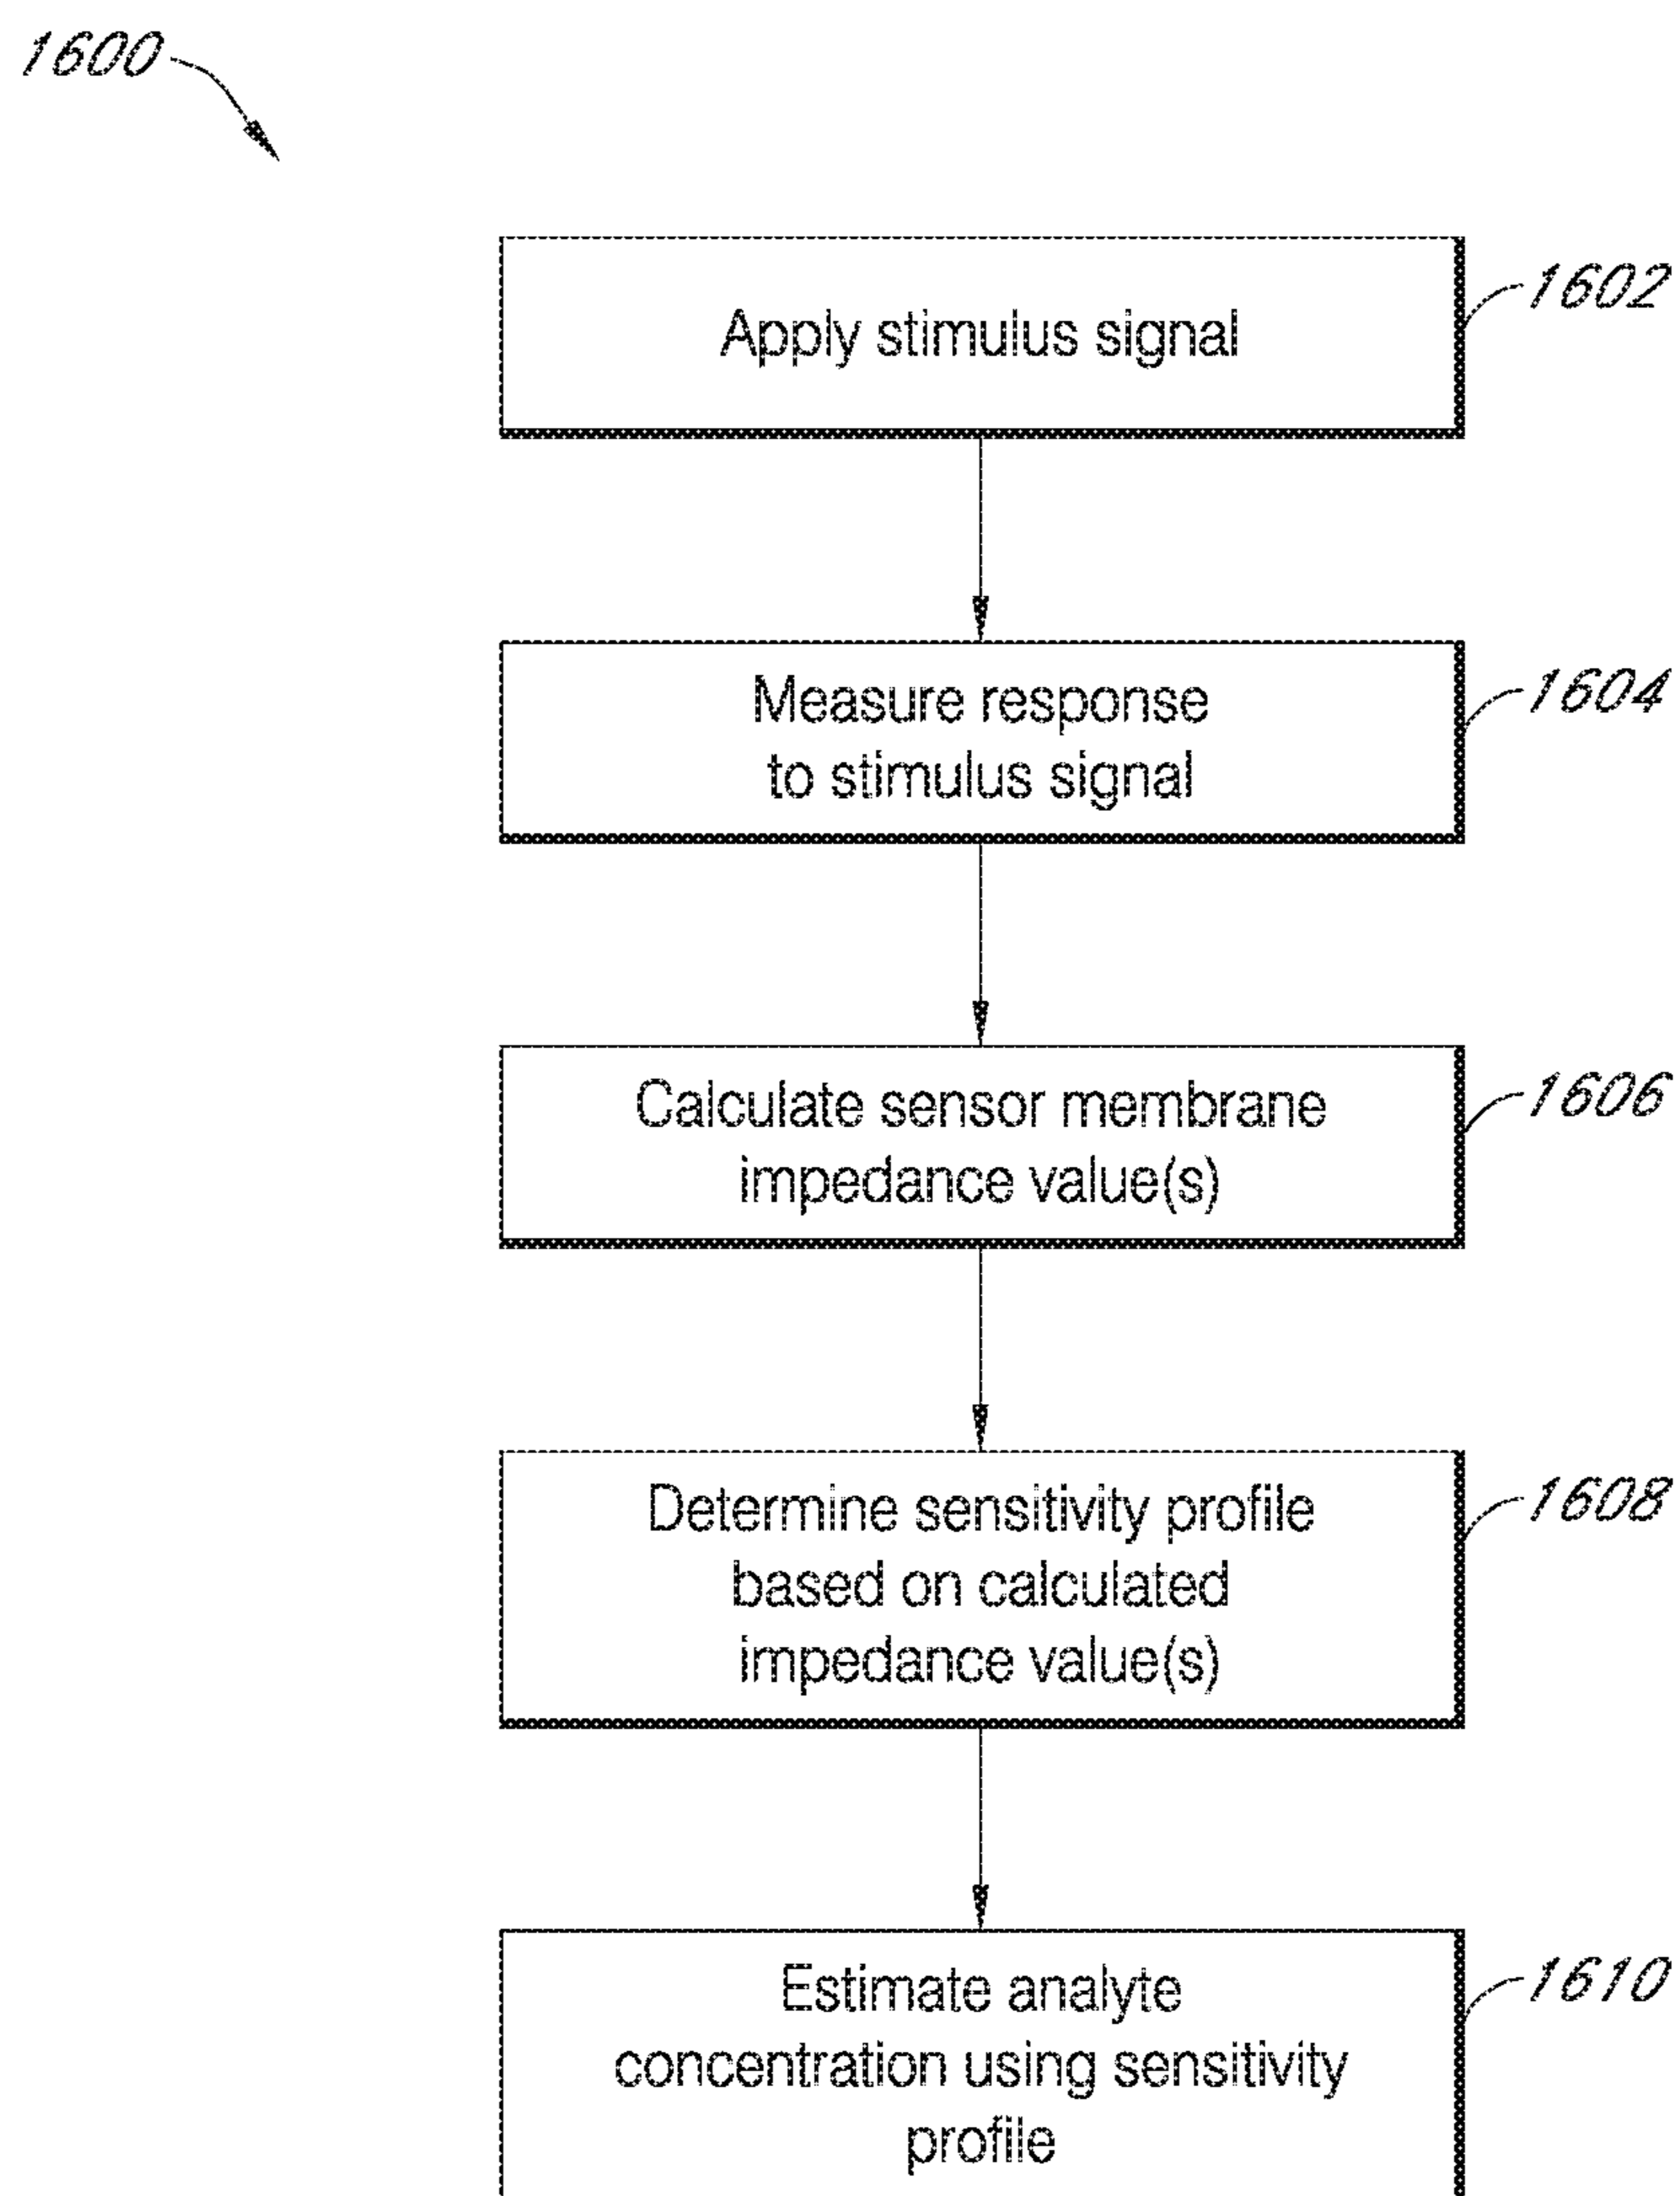 1600
Apply stimulus signal
1602
Measure response
to stimulus signal
1604
Calculate sensor membrane
impedance value(s)
1606
Determine sensitivity profile
based on calculated
impedance value(s)
1608
Estimate analyte
concentration using sensitivity
profile
1610